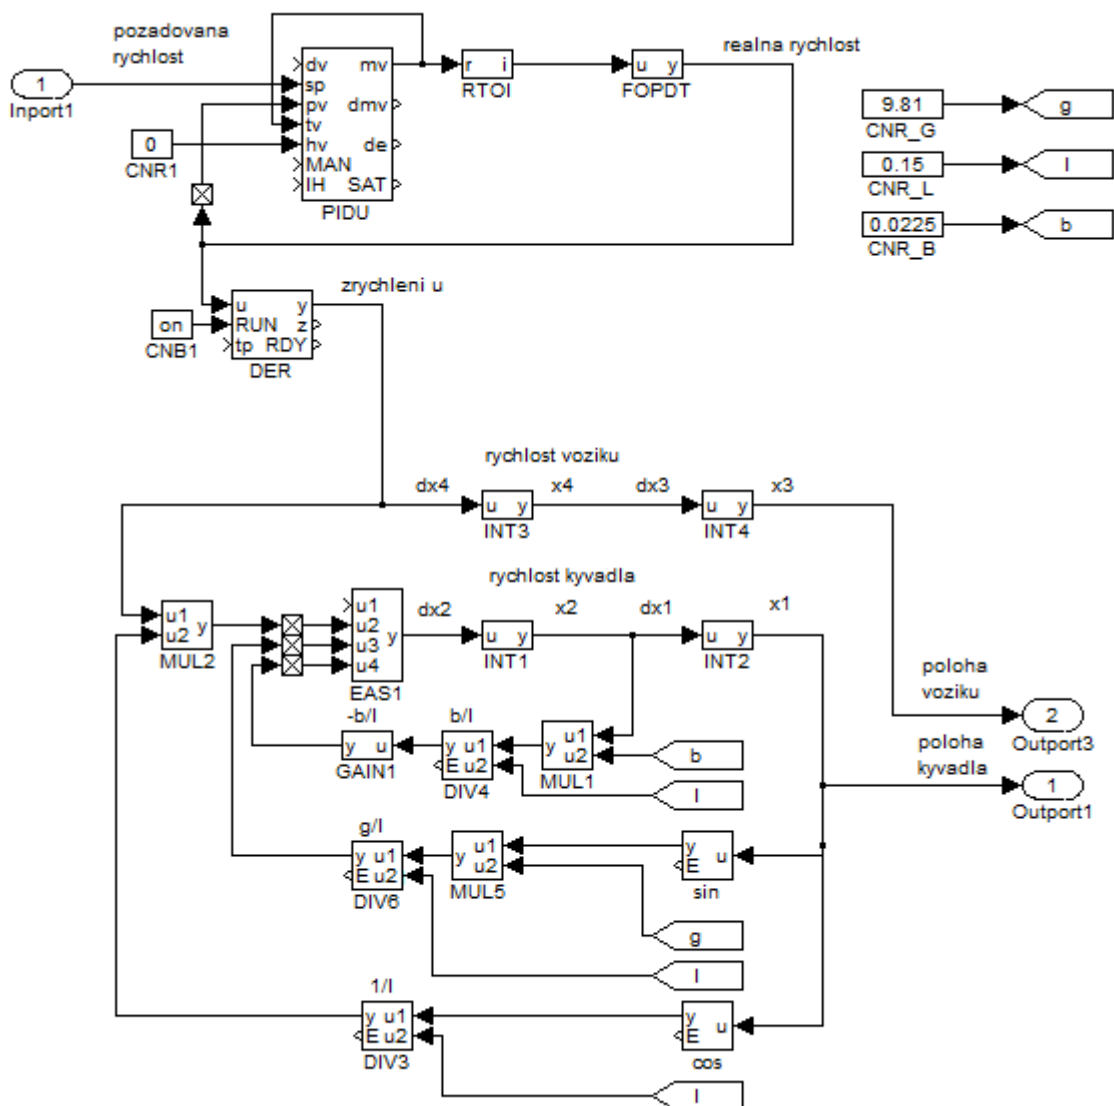 pozadovana
rychlost
1
Inport1
dv mv
sp
pv dmv
tv
hv de
MAN
IH SAT
PIDU
0
CNR1
r i
RTOI
u y
FOPDT
realna rychlost
9.81
CNR_G
g
0.15
CNR_L
l
0.0225
CNR_B
b
zrychleni u
on
CNB1
u y
RUN z
tp RDY
DER
rychlost voziku
dx4
u y
INT3
x4
dx3
u y
INT4
x3
rychlost kyvadla
u1
u2 y
MUL2
u1
u2
u3 y
u4
EAS1
dx2
u y
INT1
x2
dx1
u y
INT2
x1
poloha
voziku
2
Outport3
poloha
kyvadla
1
Outport1
-b/l
y u
GAIN1
b/l
y u1
E u2
DIV4
y u1
u2
MUL1
b
l
g/l
y u1
E u2
DIV6
y u1
u2
MUL5
y u
E
sin
g
l
1/l
y u1
E u2
DIV3
y u
E
cos
l